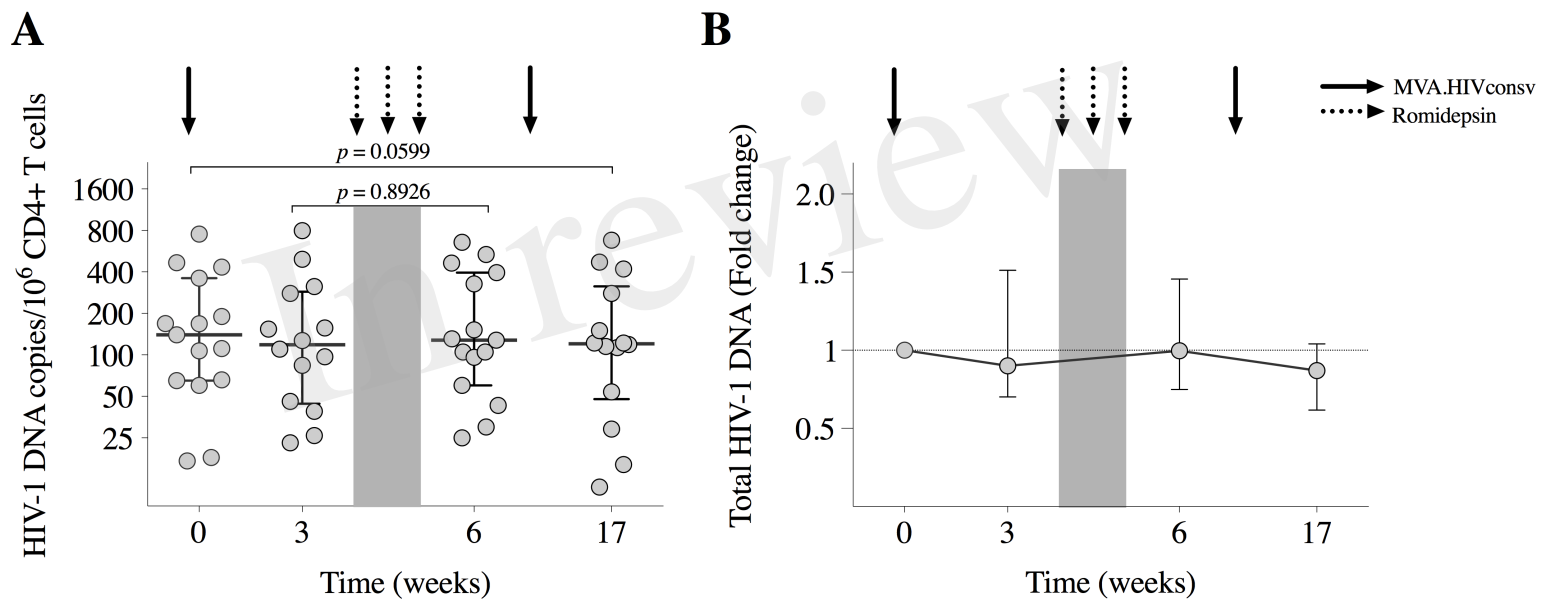 A
B
MVA.HIVconsv
Romidepsin
p = 0.0599
p = 0.8926
HIV-1 DNA copies/10⁶ CD4+ T cells
1600
800
400
200
100
50
25
0 3 6 17
Time (weeks)
Total HIV-1 DNA (Fold change)
2.0
1.5
1
0.5
0 3 6 17
Time (weeks)
In review